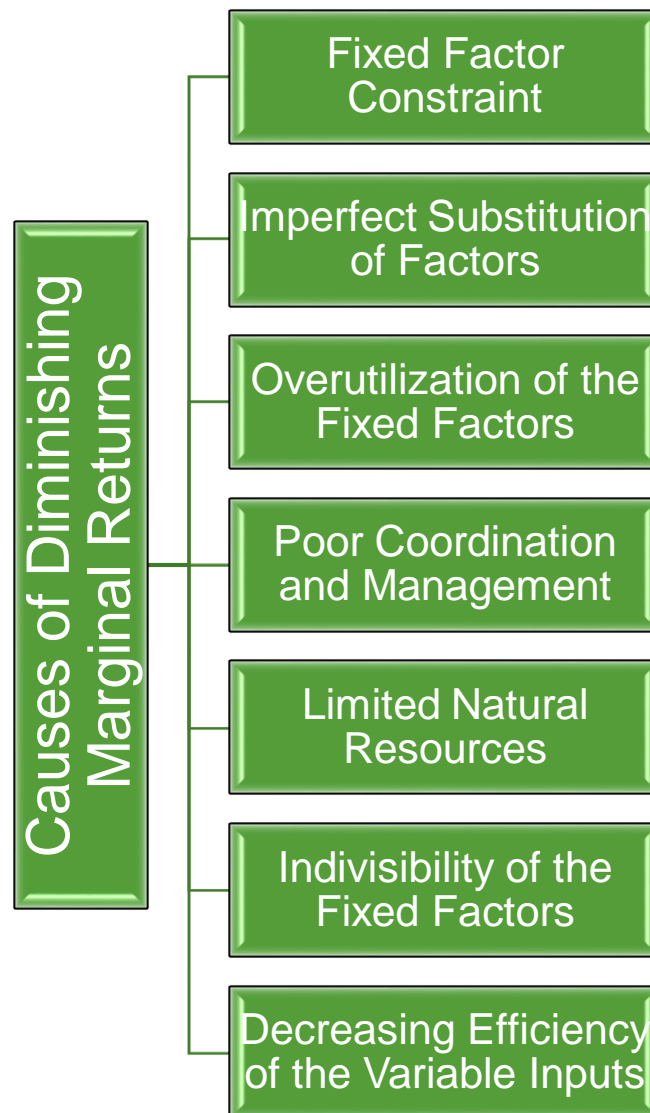 Causes of Diminishing
Marginal Returns
Fixed Factor
Constraint
Imperfect Substitution
of Factors
Overutilization of the
Fixed Factors
Poor Coordination
and Management
Limited Natural
Resources
Indivisibility of the
Fixed Factors
Decreasing Efficiency
of the Variable Inputs